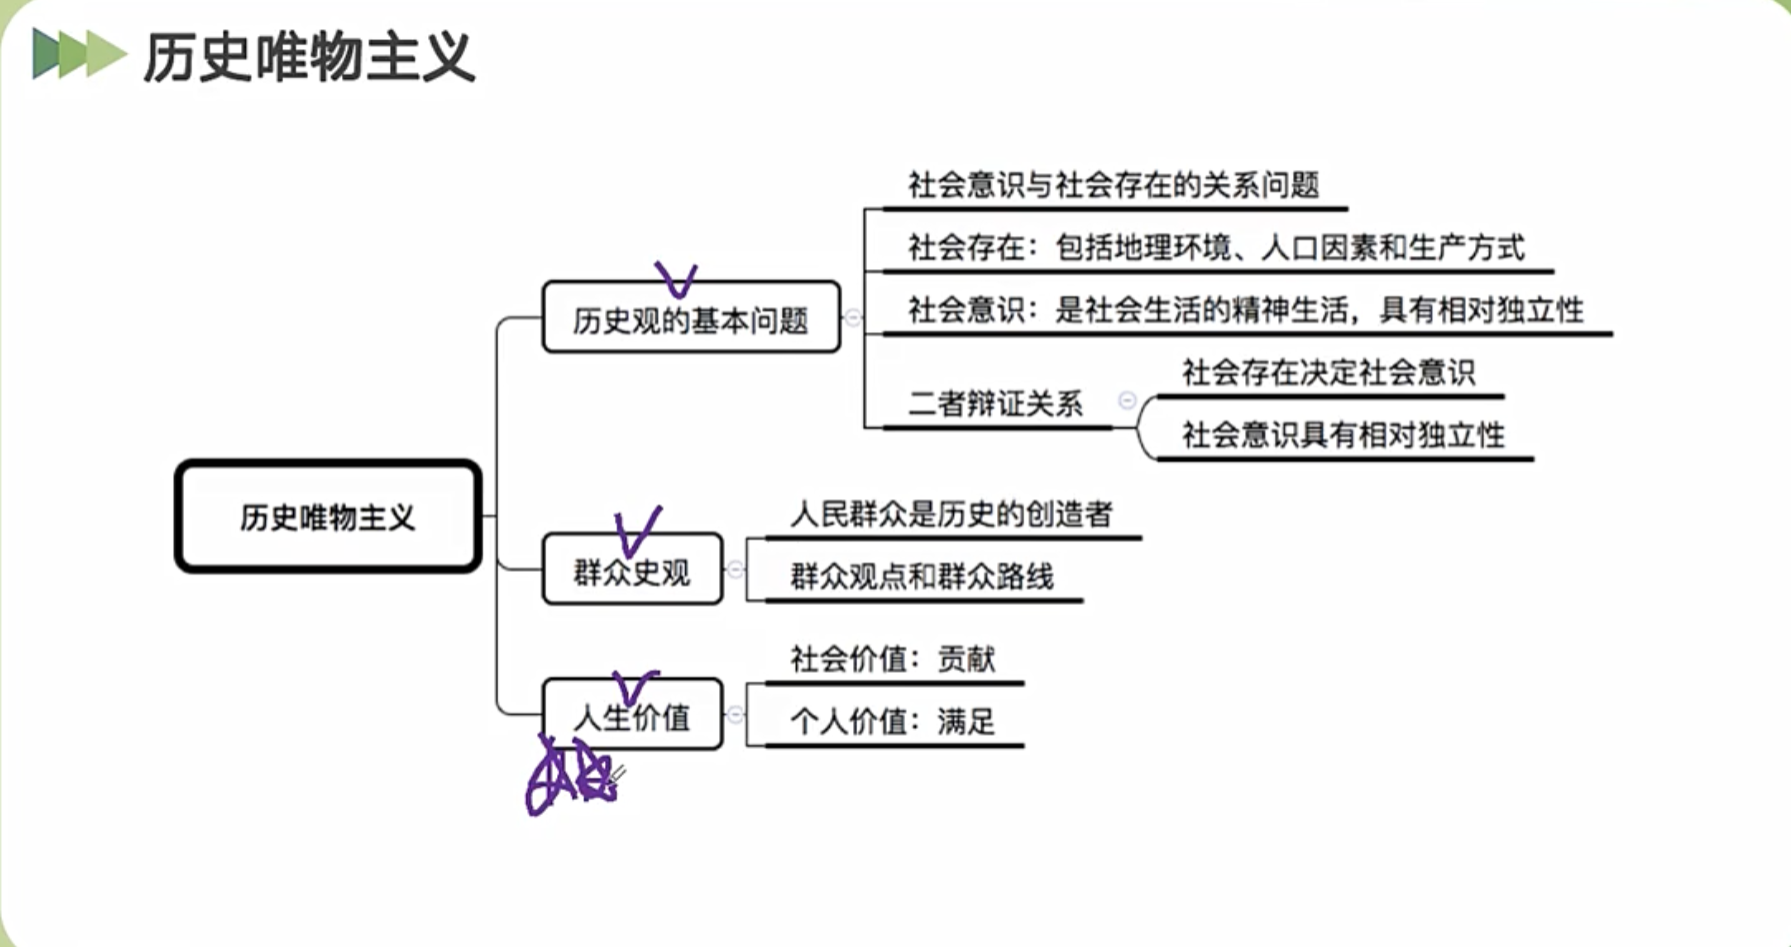 历史唯物主义
历史唯物主义
历史观的基本问题
社会意识与社会存在的关系问题
社会存在：包括地理环境、人口因素和生产方式
社会意识：是社会生活的精神生活，具有相对独立性
二者辩证关系
社会存在决定社会意识
社会意识具有相对独立性
群众史观
人民群众是历史的创造者
群众观点和群众路线
人生价值
社会价值：贡献
个人价值：满足